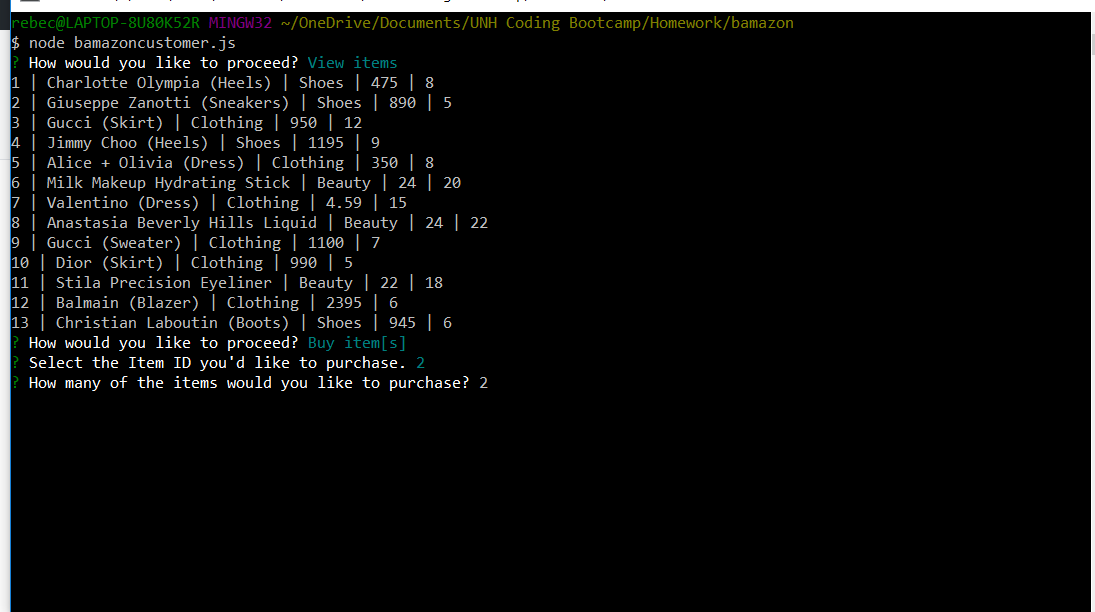 rebec@LAPTOP-8U80K52R MINGW32 ~/OneDrive/Documents/UNH Coding Bootcamp/Homework/bamazon
$ node bamazoncustomer.js
? How would you like to proceed? View items
1 | Charlotte Olympia (Heels) | Shoes | 475 | 8
2 | Giuseppe Zanotti (Sneakers) | Shoes | 890 | 5
3 | Gucci (Skirt) | Clothing | 950 | 12
4 | Jimmy Choo (Heels) | Shoes | 1195 | 9
5 | Alice + Olivia (Dress) | Clothing | 350 | 8
6 | Milk Makeup Hydrating Stick | Beauty | 24 | 20
7 | Valentino (Dress) | Clothing | 4.59 | 15
8 | Anastasia Beverly Hills Liquid | Beauty | 24 | 22
9 | Gucci (Sweater) | Clothing | 1100 | 7
10 | Dior (Skirt) | Clothing | 990 | 5
11 | Stila Precision Eyeliner | Beauty | 22 | 18
12 | Balmain (Blazer) | Clothing | 2395 | 6
13 | Christian Laboutin (Boots) | Shoes | 945 | 6
? How would you like to proceed? Buy item[s]
? Select the Item ID you'd like to purchase. 2
? How many of the items would you like to purchase? 2